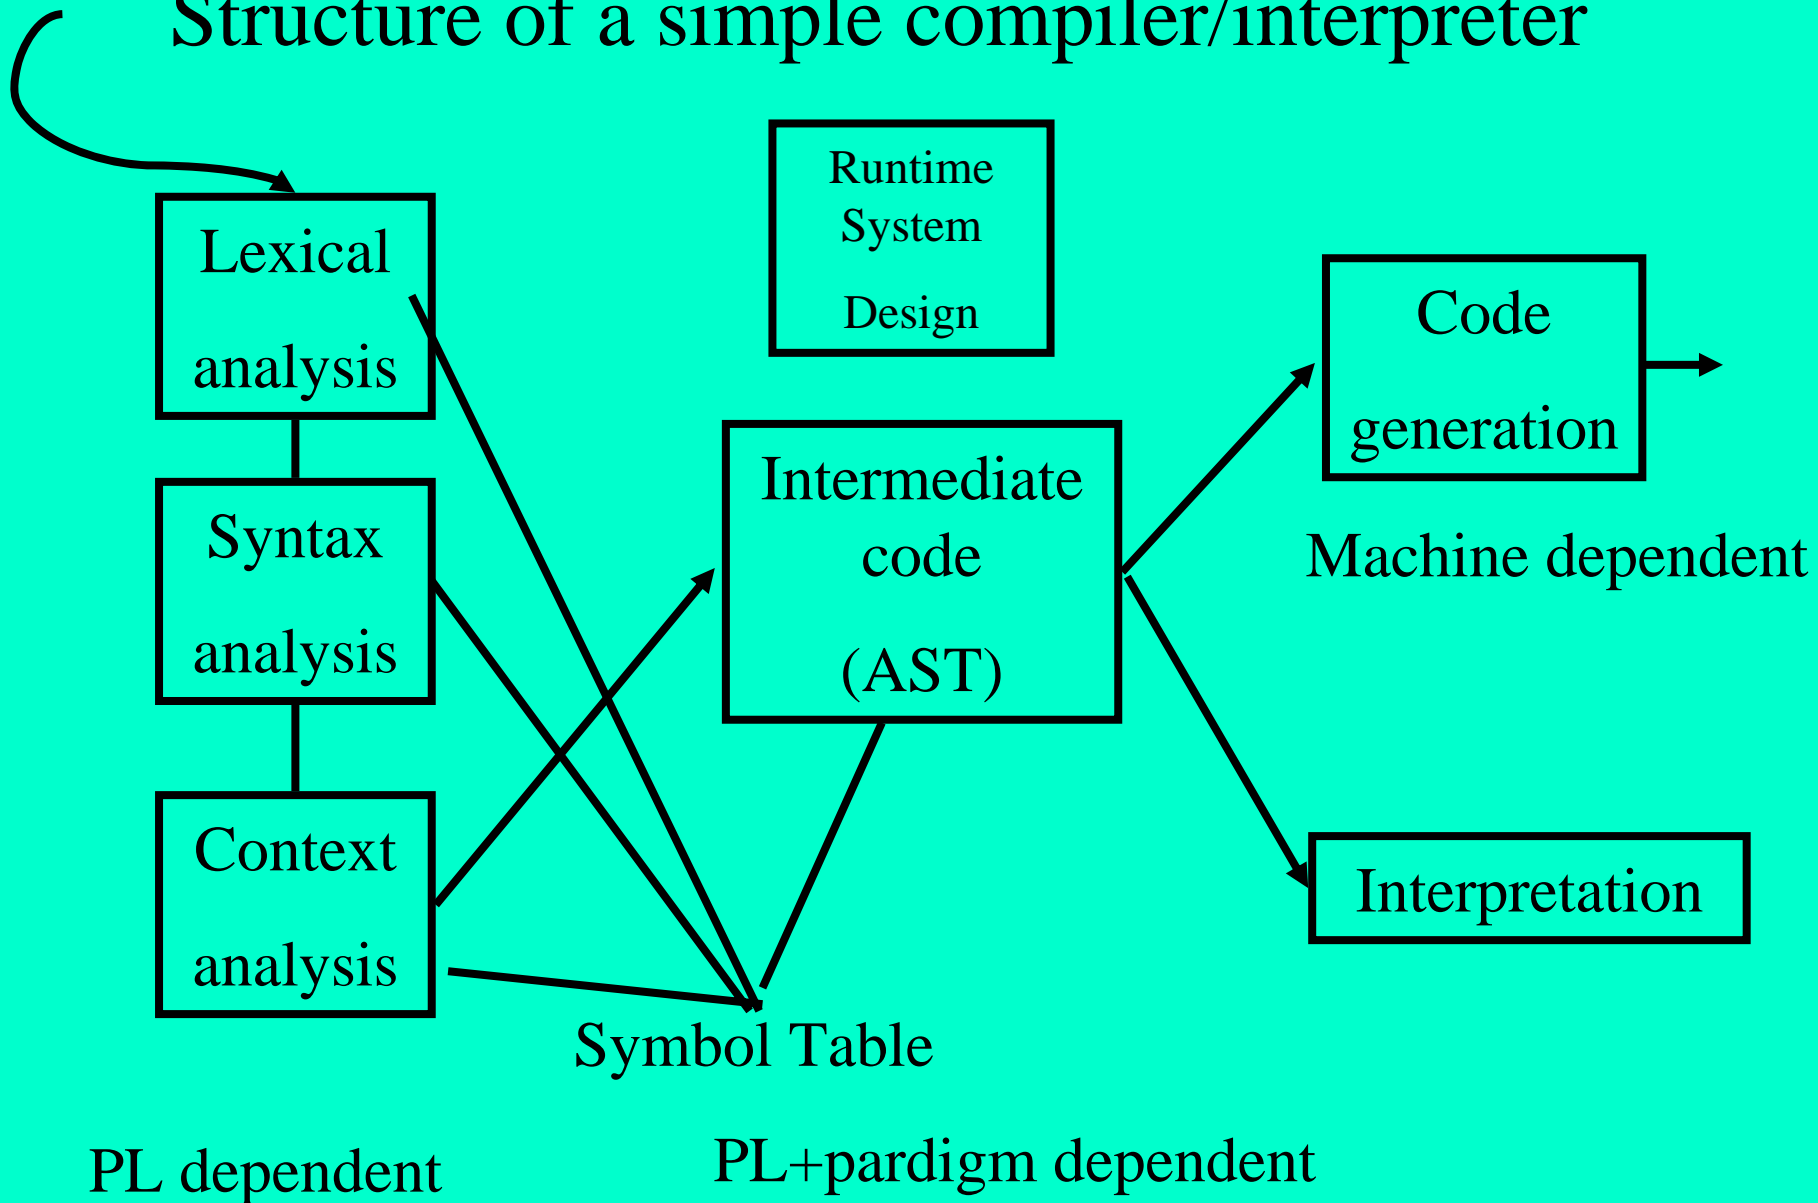 Structure of a simple compiler/interpreter
Runtime
System
Design
Lexical
analysis
Syntax
analysis
Context
analysis
Intermediate
code
(AST)
Code
generation
Machine dependent
Interpretation
Symbol Table
PL dependent
PL+pardigm dependent